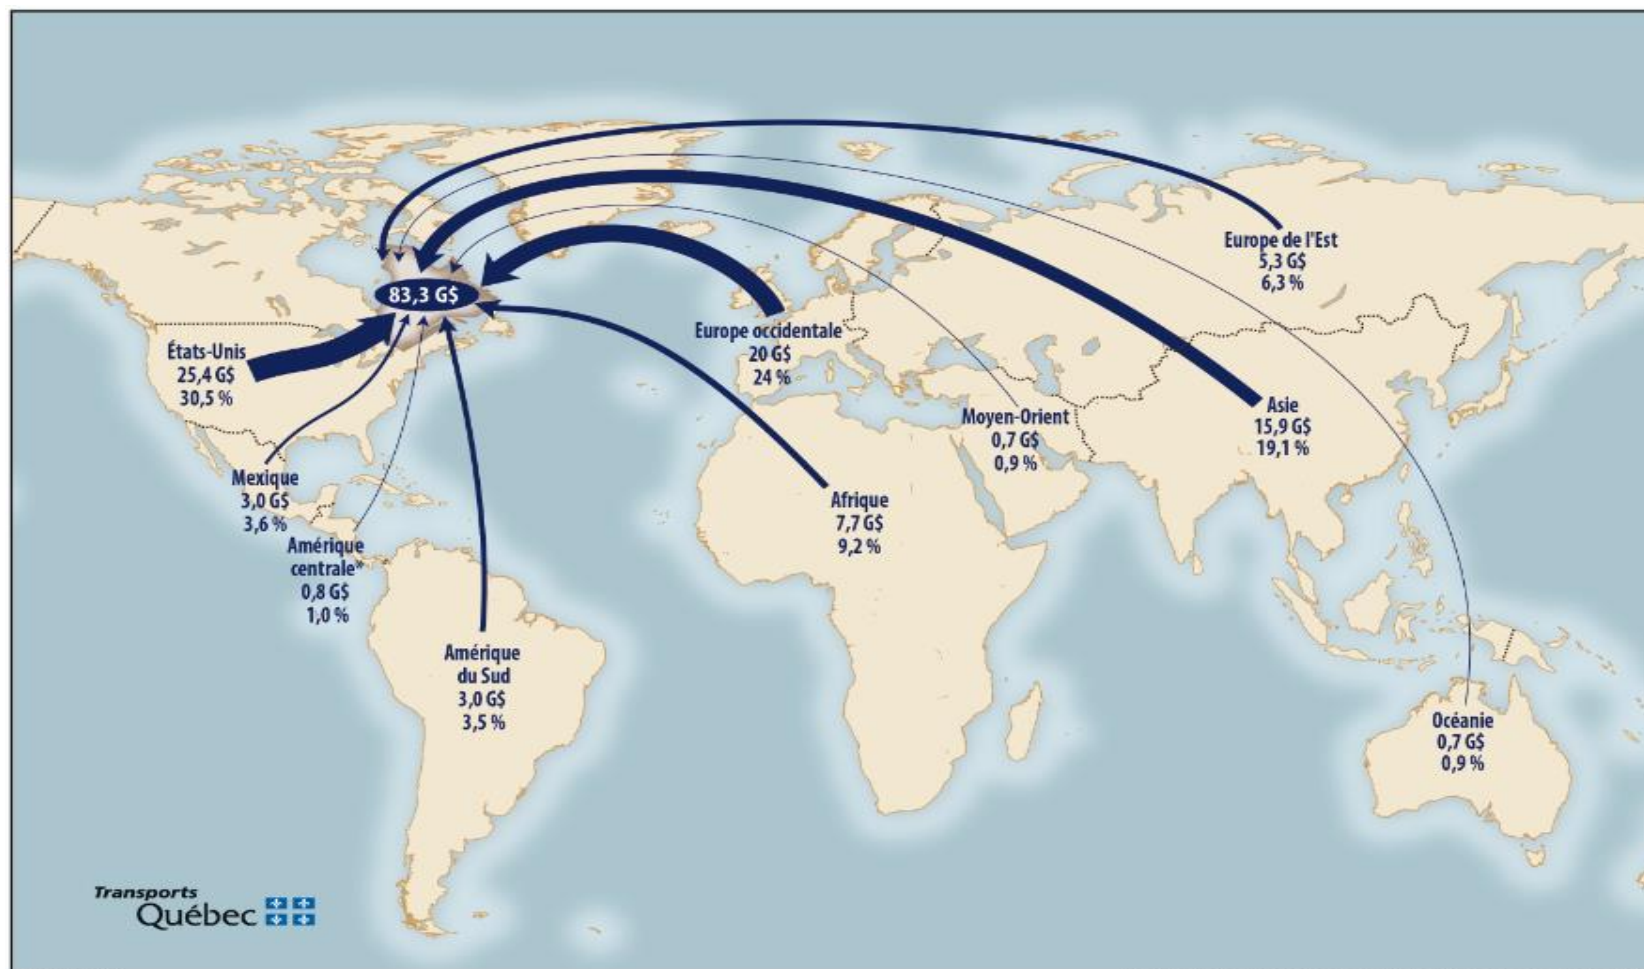 83,3 G$
États-Unis
25,4 G$
30,5 %
Mexique
3,0 G$
3,6 %
Amérique
centrale*
0,8 G$
1,0 %
Amérique
du Sud
3,0 G$
3,5 %
Europe occidentale
20 G$
24 %
Afrique
7,7 G$
9,2 %
Moyen-Orient
0,7 G$
0,9 %
Europe de l'Est
5,3 G$
6,3 %
Asie
15,9 G$
19,1 %
Océanie
0,7 G$
0,9 %
Transports
Québec